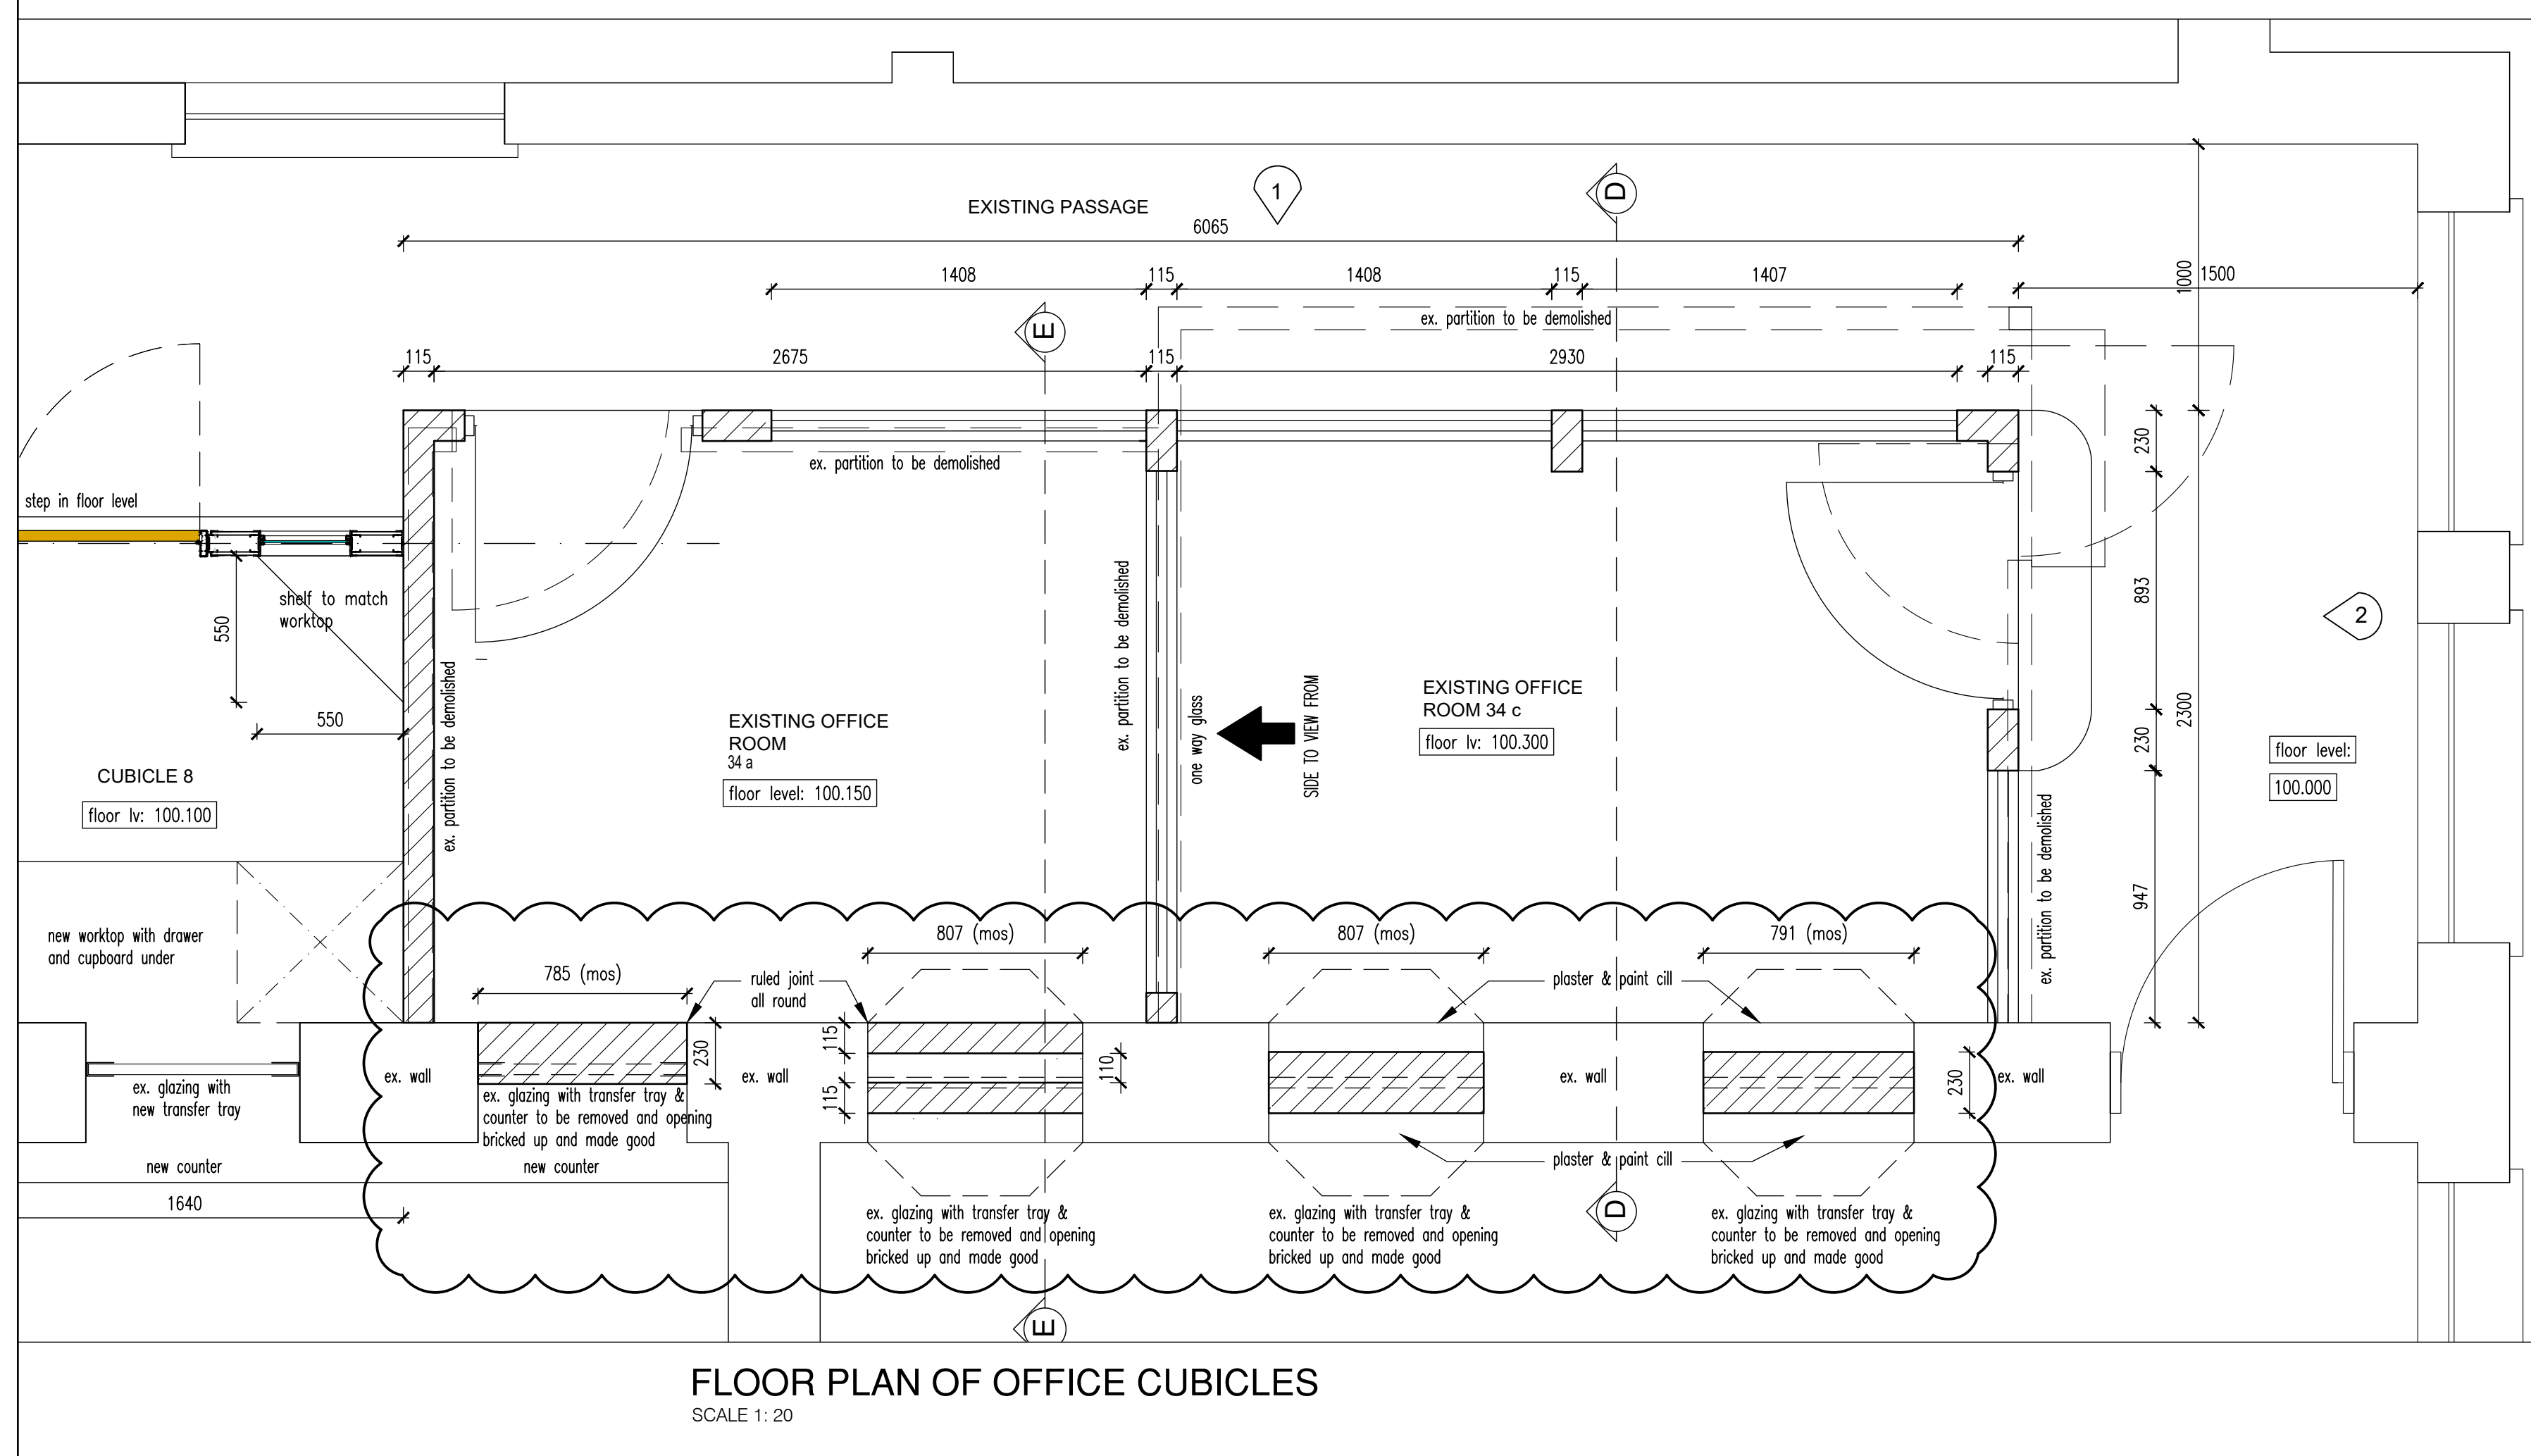 1
D
EXISTING PASSAGE
6065
1408
115
1408
115
1407
1000
1500
E
ex. partition to be demolished
115
2675
115
2930
115
230
ex. partition to be demolished
step in floor level
shelf to match
worktop
550
550
893
2
ex. partition to be demolished
ex. partition to be demolished
one way glass
SIDE TO VIEW FROM
EXISTING OFFICE
ROOM 34 c
floor lv: 100.300
EXISTING OFFICE
ROOM
34 a
floor level: 100.150
230
2300
floor level:
100.000
CUBICLE 8
floor lv: 100.100
947
ex. partition to be demolished
new worktop with drawer
and cupboard under
785 (mos)
ruled joint
all round
807 (mos)
807 (mos)
791 (mos)
plaster & paint cill
230
115
115
110
230
ex. wall
ex. wall
ex. wall
ex. wall
ex. glazing with
new transfer tray
ex. glazing with transfer tray &
counter to be removed and opening
bricked up and made good
new counter
new counter
plaster & paint cill
1640
D
ex. glazing with transfer tray &
counter to be removed and opening
bricked up and made good
ex. glazing with transfer tray &
counter to be removed and opening
bricked up and made good
ex. glazing with transfer tray &
counter to be removed and opening
bricked up and made good
E
FLOOR PLAN OF OFFICE CUBICLES
SCALE 1: 20